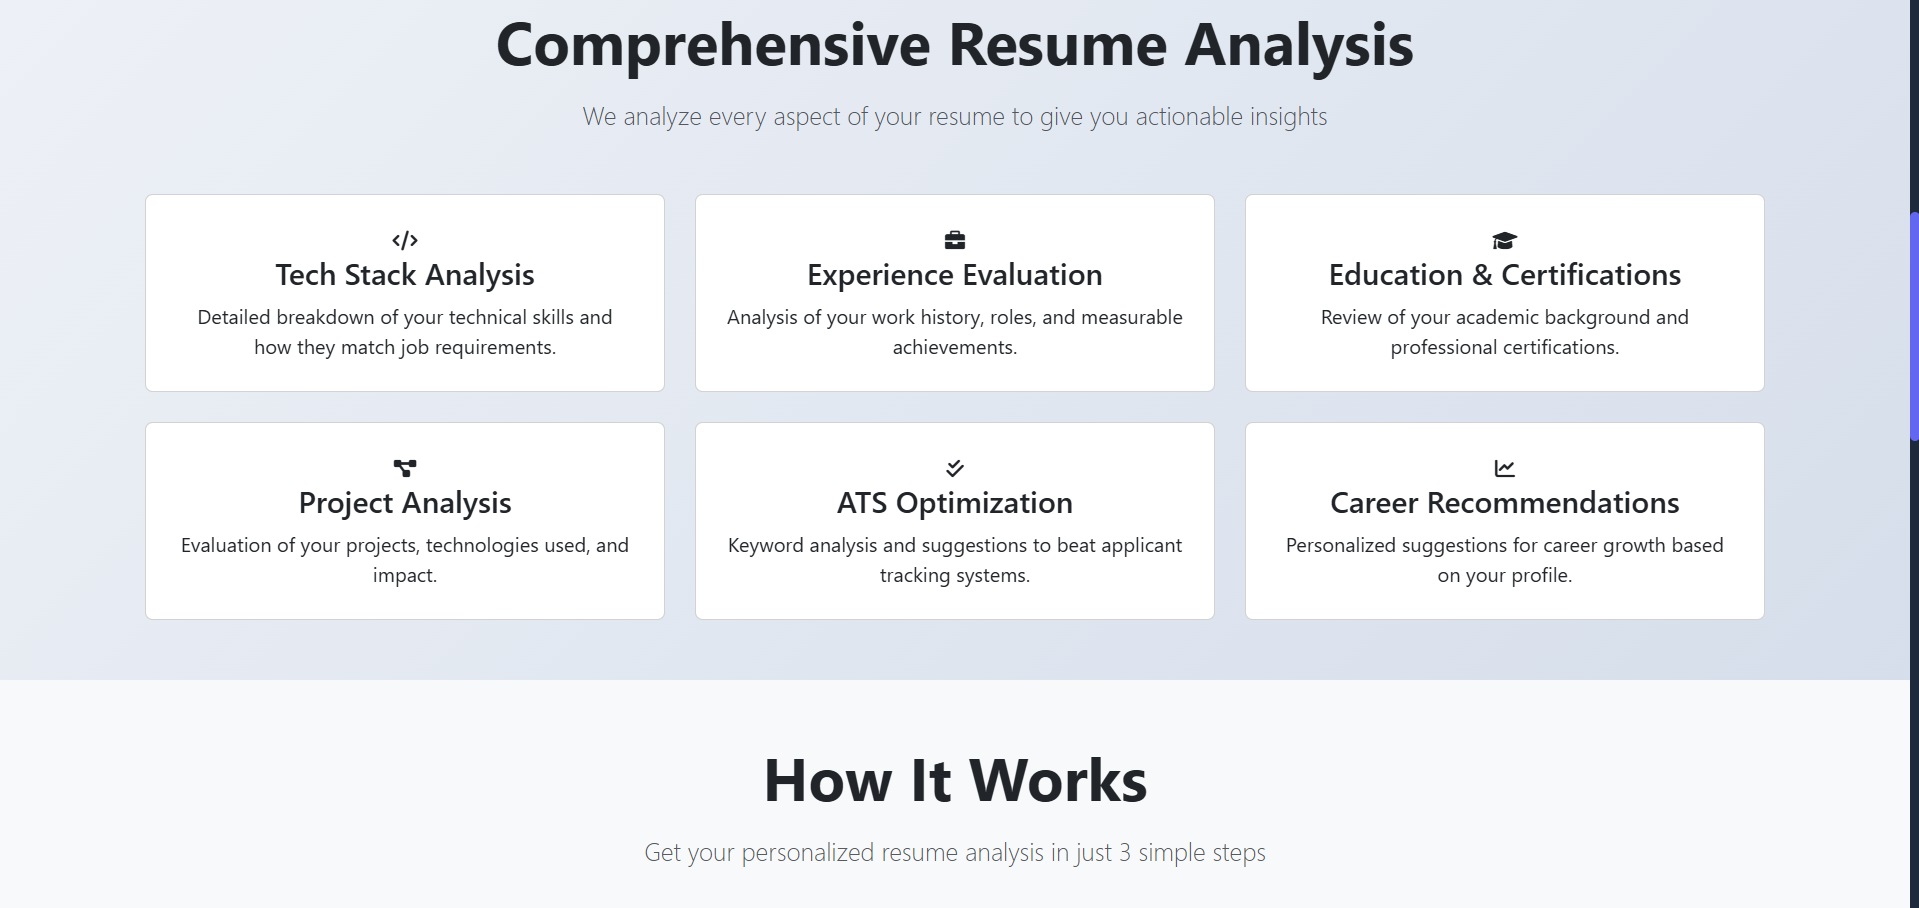 Comprehensive Resume Analysis
We analyze every aspect of your resume to give you actionable insights
Tech Stack Analysis
Detailed breakdown of your technical skills and
how they match job requirements.
Experience Evaluation
Analysis of your work history, roles, and measurable
achievements.
Education & Certifications
Review of your academic background and
professional certifications.
Project Analysis
Evaluation of your projects, technologies used, and
impact.
ATS Optimization
Keyword analysis and suggestions to beat applicant
tracking systems.
Career Recommendations
Personalized suggestions for career growth based
on your profile.
How It Works
Get your personalized resume analysis in just 3 simple steps